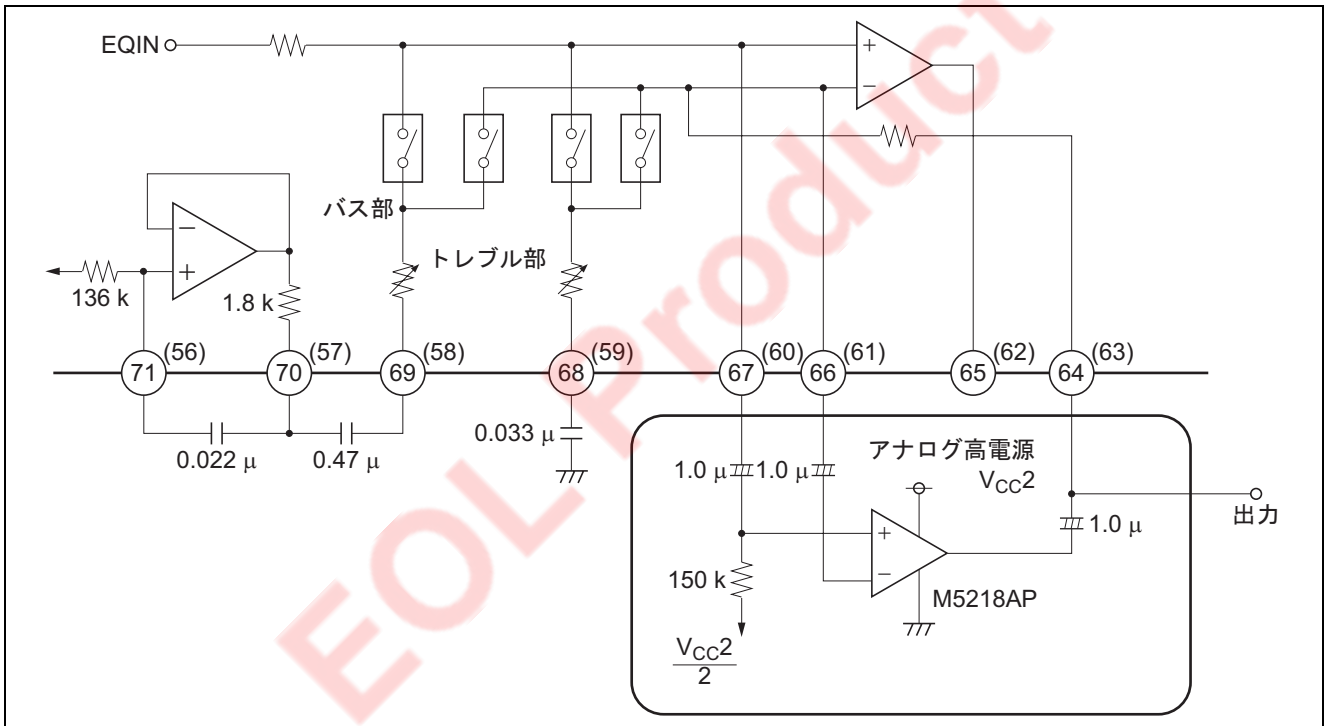 EQIN
+
−
バス部
トレブル部
−
+
136 k
1.8 k
71 (56)
70 (57)
69 (58)
68 (59)
67 (60)
66 (61)
65 (62)
64 (63)
0.022 μ
0.47 μ
0.033 μ
1.0 μ
1.0 μ
アナログ高電源
VCC2
1.0 μ
出力
+
−
150 k
M5218AP
VCC2
2
EOL Product